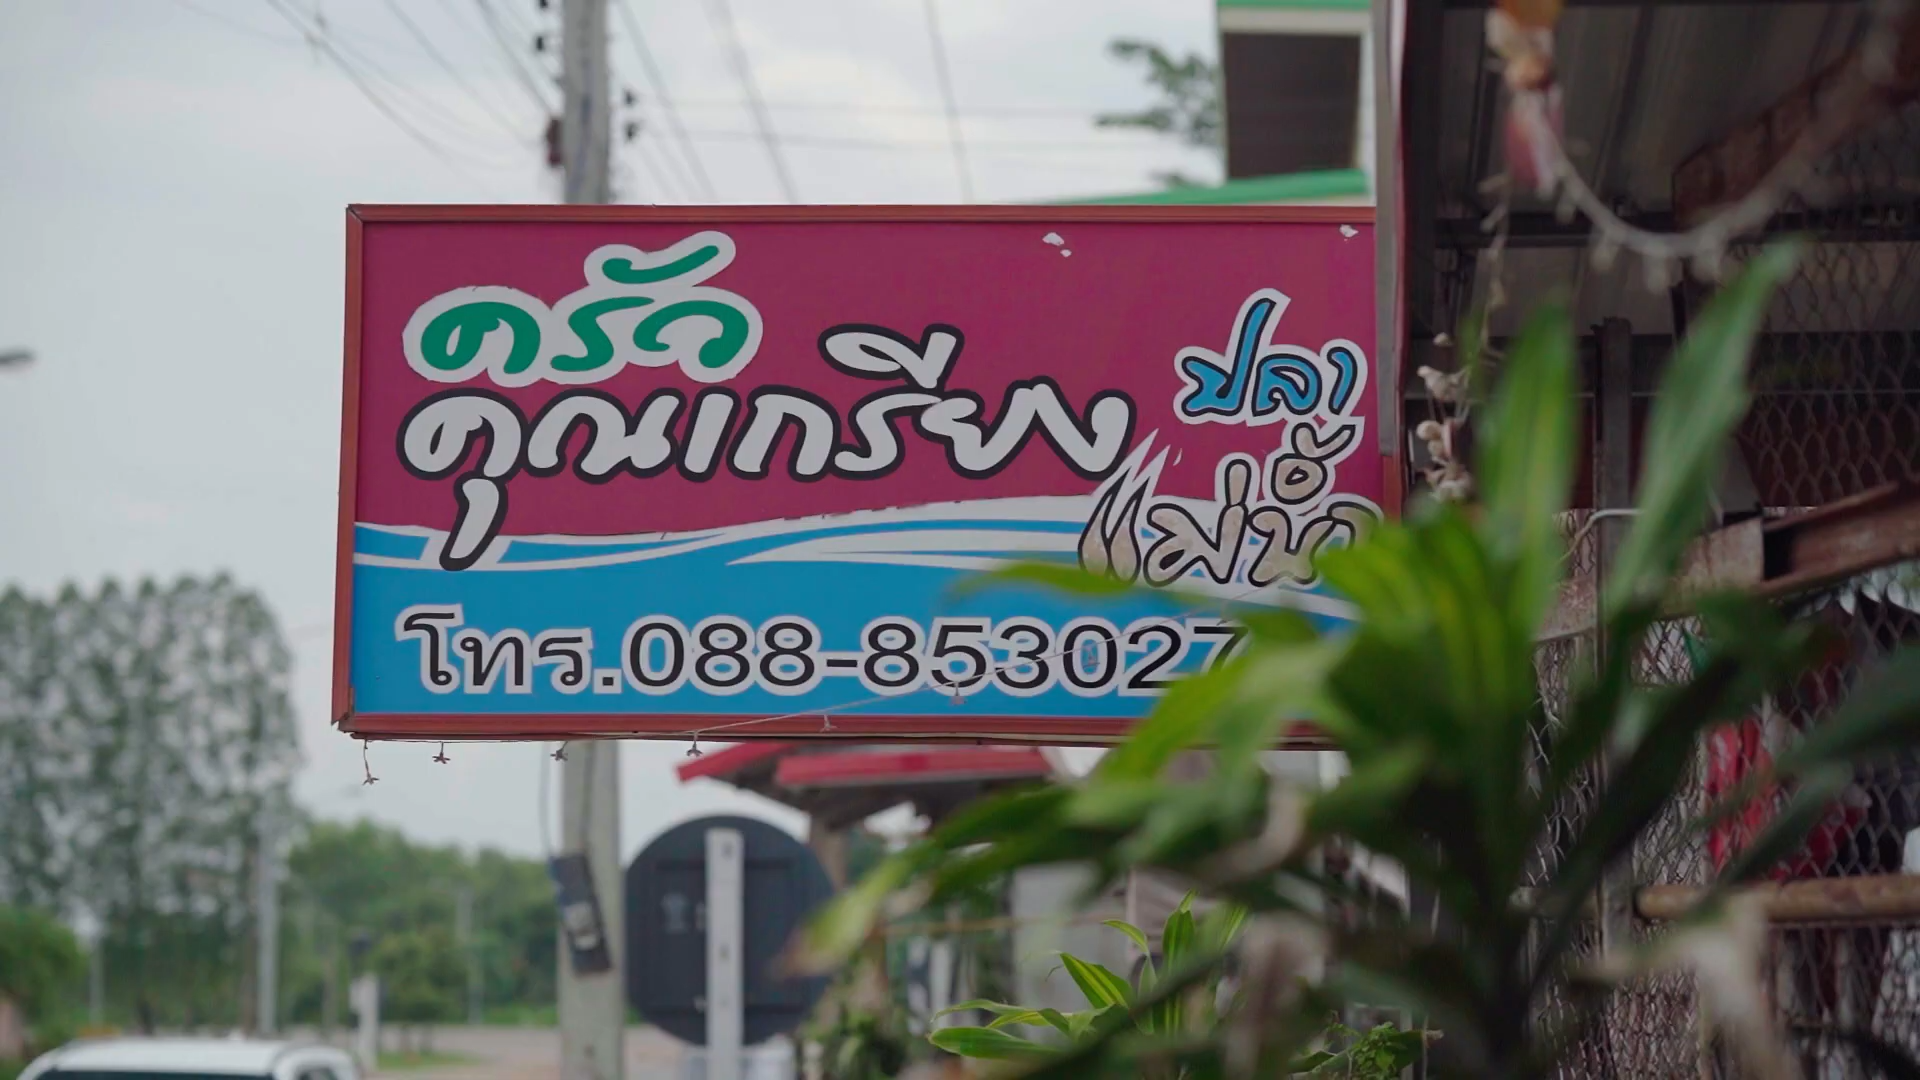 ครัว
คุณเกรียง
ปลา
แม่น้ำ
โทร.088-853027